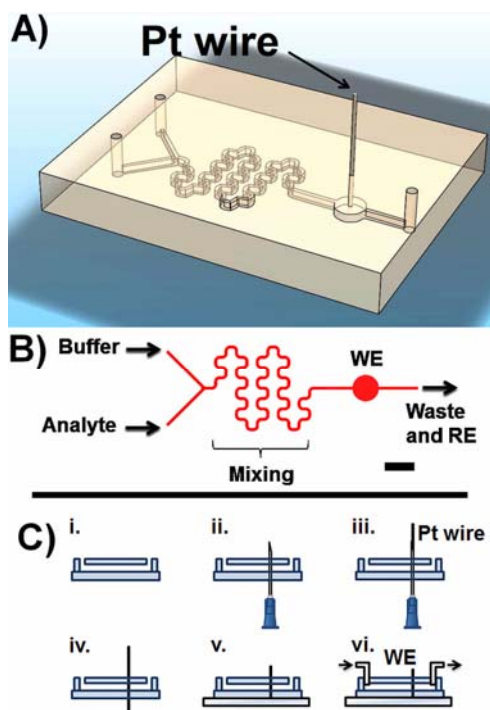 A)
Pt wire
B)
Buffer
WE
Analyte
Waste
and RE
Mixing
C)
i.
ii.
iii.
Pt wire
iv.
v.
vi.
WE